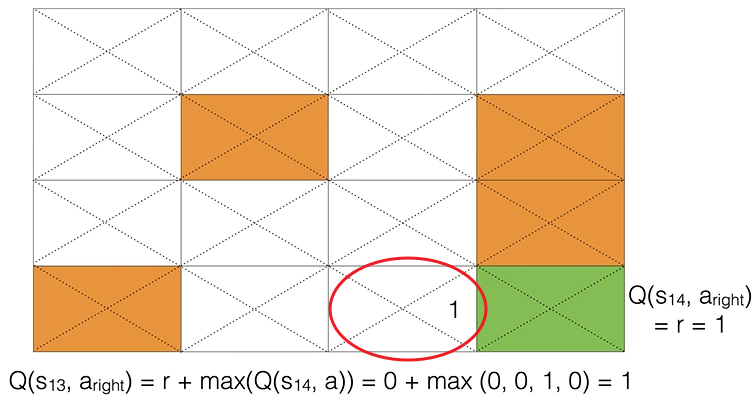 1
Q(s₁₄, aright)
= r = 1
Q(s₁₃, aright) = r + max(Q(s₁₄, a)) = 0 + max (0, 0, 1, 0) = 1